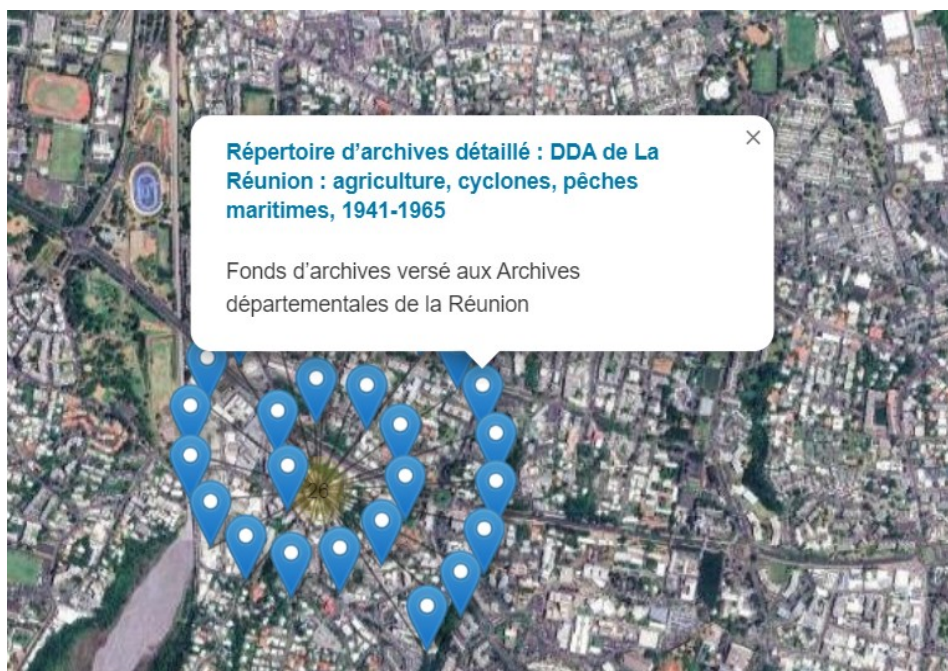 Répertoire d’archives détaillé : DDA de La
Réunion : agriculture, cyclones, pêches
maritimes, 1941-1965
Fonds d’archives versé aux Archives
départementales de la Réunion
26